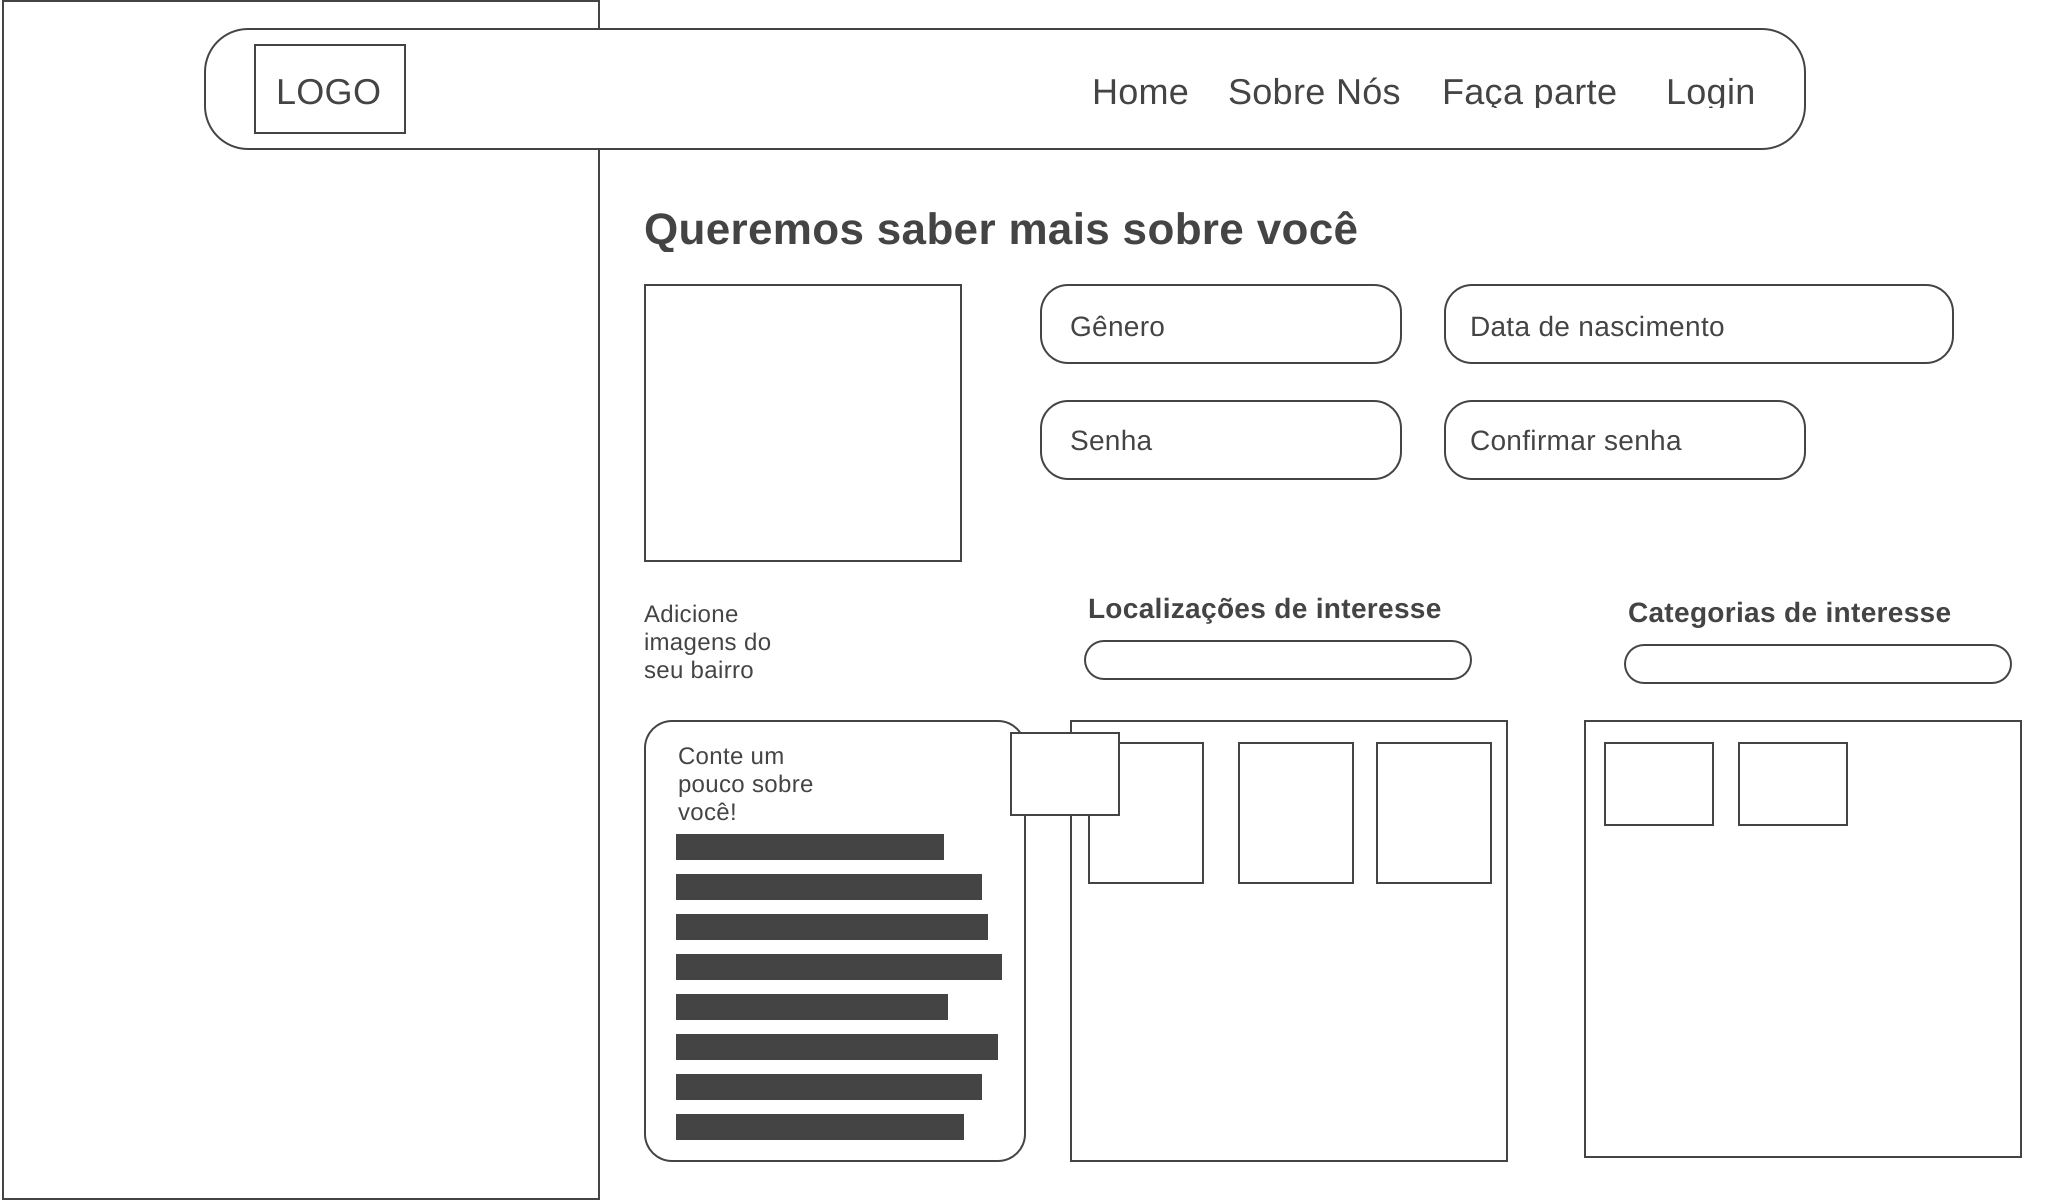 LOGO
Home Sobre Nós Faça parte Login
Queremos saber mais sobre você
Gênero
Data de nascimento
Senha
Confirmar senha
Adicione
imagens do
seu bairro
Localizações de interesse
Categorias de interesse
Conte um
pouco sobre
você!